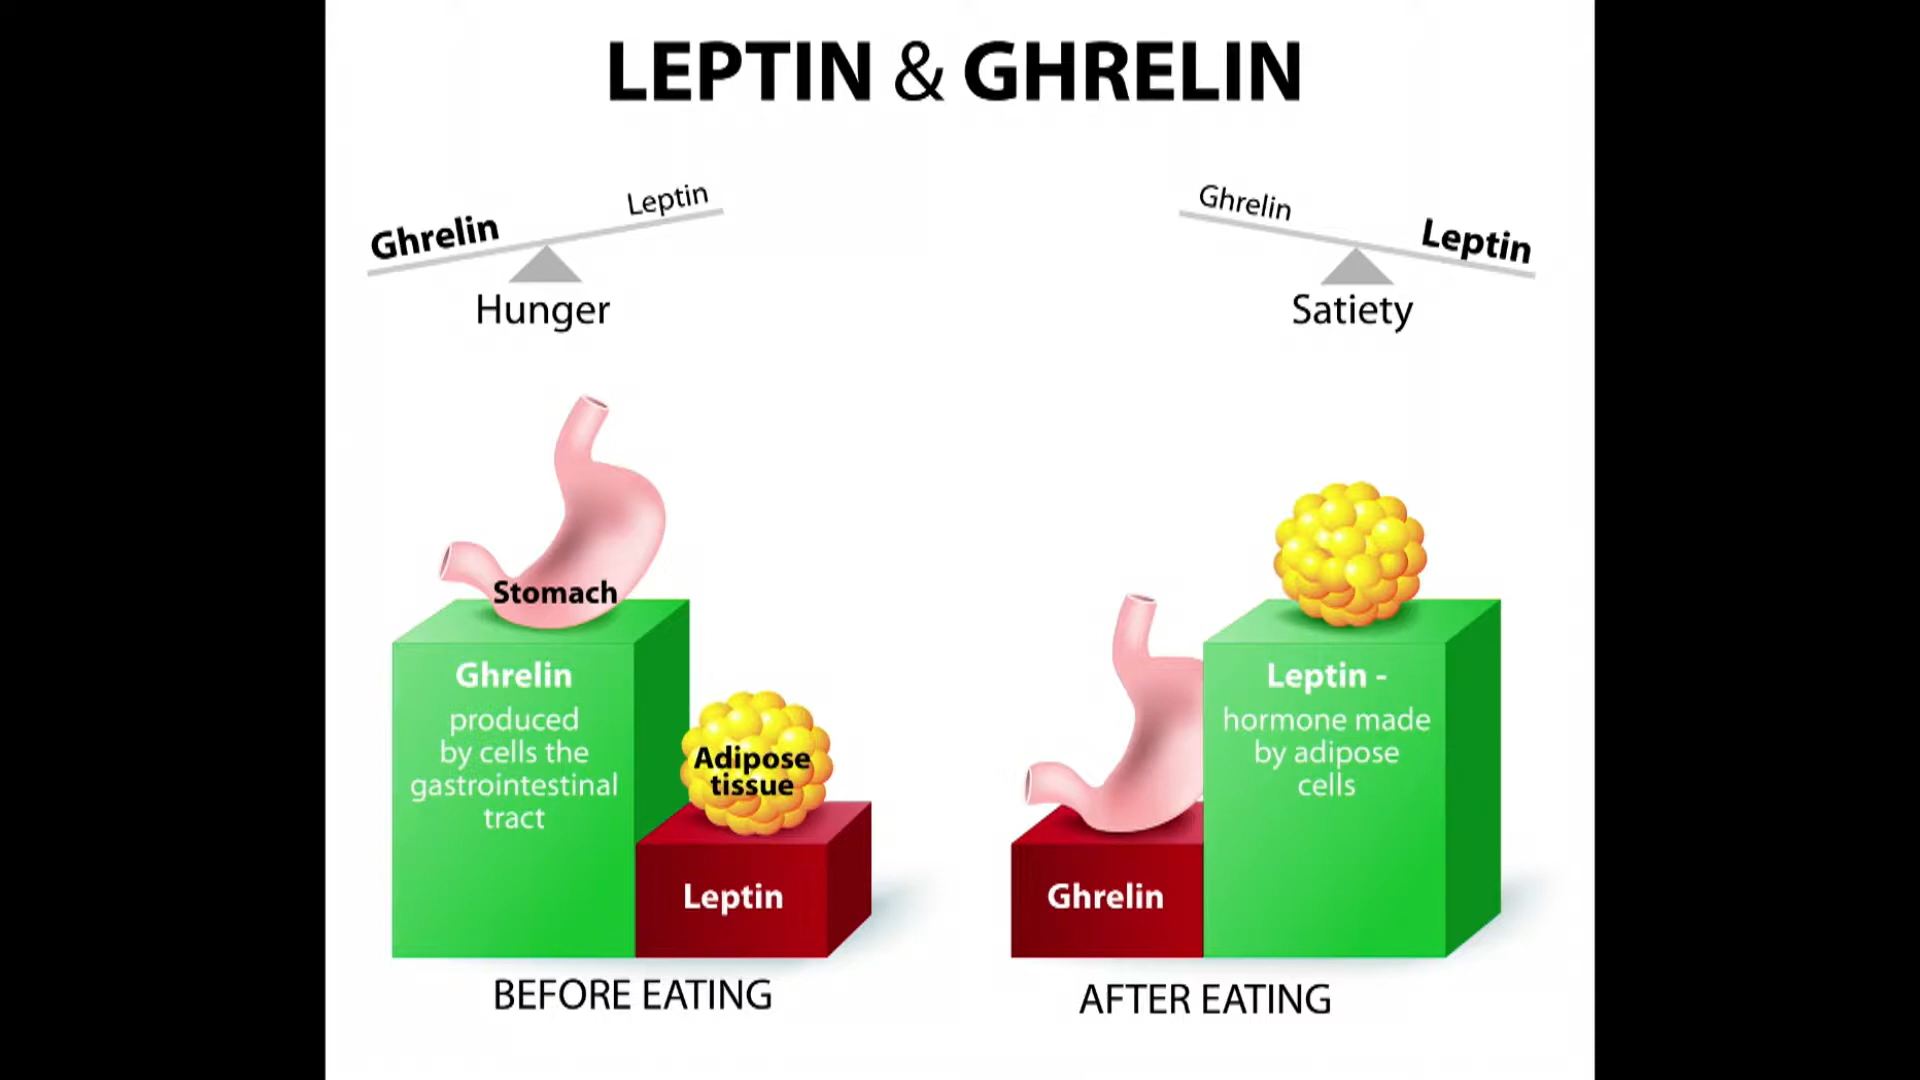 LEPTIN & GHRELIN
Ghrelin
Leptin
Hunger
Ghrelin
Leptin
Satiety
Stomach
Ghrelin
produced
by cells the
gastrointestinal
tract
Adipose
tissue
Leptin
BEFORE EATING
Leptin -
hormone made
by adipose
cells
Ghrelin
AFTER EATING